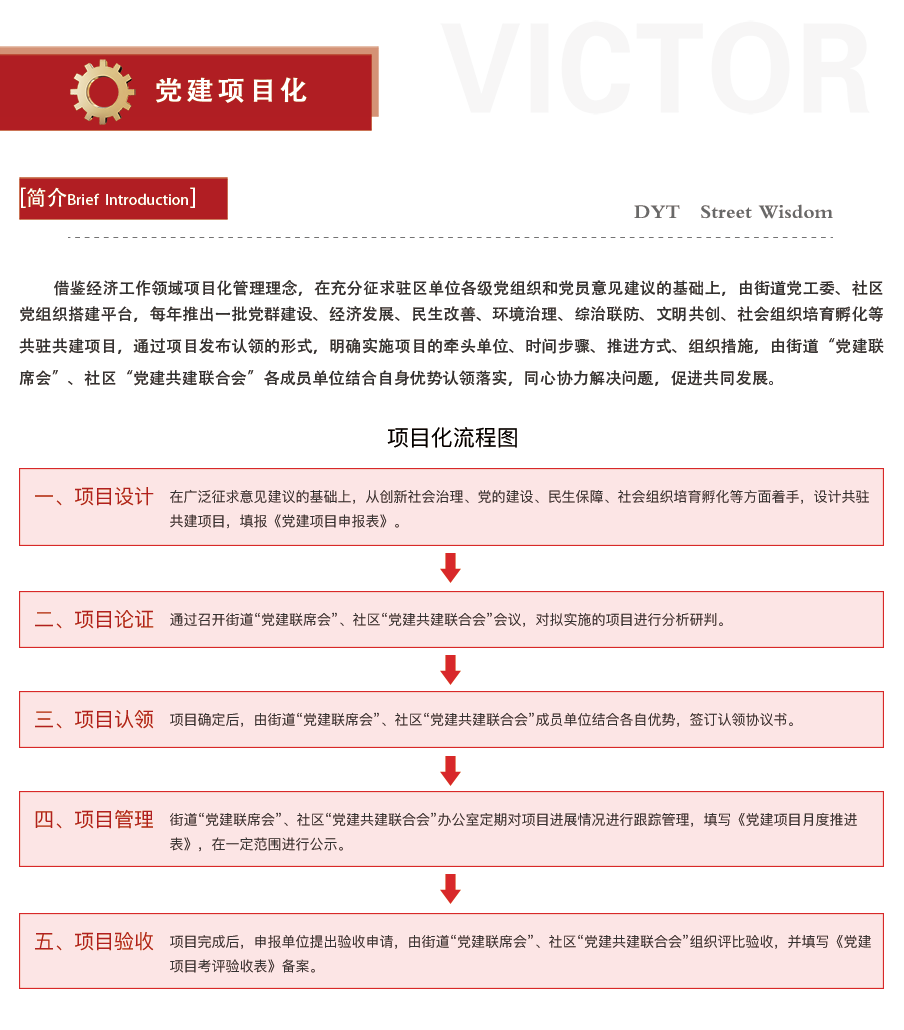 VICTOR
党建项目化
[简介Brief Introduction]
DYT Street Wisdom
借鉴经济工作领域项目化管理理念，在充分征求驻区单位各级党组织和党员意见建议的基础上，由街道党工委、社区
党组织搭建平台，每年推出一批党群建设、经济发展、民生改善、环境治理、综治联防、文明共创、社会组织培育孵化等
共驻共建项目，通过项目发布认领的形式，明确实施项目的牵头单位、时间步骤、推进方式、组织措施，由街道“党建联
席会”、社区“党建共建联合会”各成员单位结合自身优势认领落实，同心协力解决问题，促进共同发展。
项目化流程图
一、项目设计 在广泛征求意见建议的基础上，从创新社会治理、党的建设、民生保障、社会组织培育孵化等方面着手，设计共驻
共建项目，填报《党建项目申报表》。
二、项目论证 通过召开街道“党建联席会”、社区“党建共建联合会”会议，对拟实施的项目进行分析研判。
三、项目认领 项目确定后，由街道“党建联席会”、社区“党建共建联合会”成员单位结合各自优势，签订认领协议书。
四、项目管理 街道“党建联席会”、社区“党建共建联合会”办公室定期对项目进展情况进行跟踪管理，填写《党建项目月度推进
表》，在一定范围进行公示。
五、项目验收 项目完成后，申报单位提出验收申请，由街道“党建联席会”、社区“党建共建联合会”组织评比验收，并填写《党建
项目考评验收表》备案。